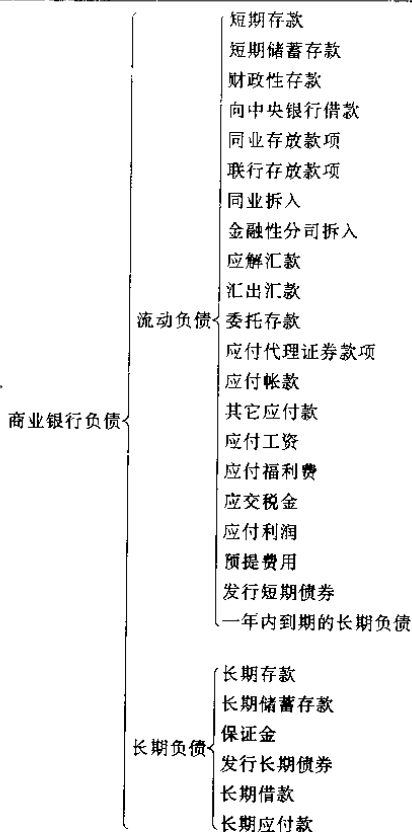 短期存款
短期储蓄存款
财政性存款
向中央银行借款
同业存放款项
联行存放款项
同业拆入
金融性分司拆入
应解汇款
汇出汇款
流动负债
委托存款
应付代理证券款项
应付帐款
商业银行负债
其它应付款
应付工资
应付福利费
应交税金
应付利润
预提费用
发行短期债券
一年内到期的长期负债
长期存款
长期储蓄存款
保证金
长期负债
发行长期债券
长期借款
长期应付款